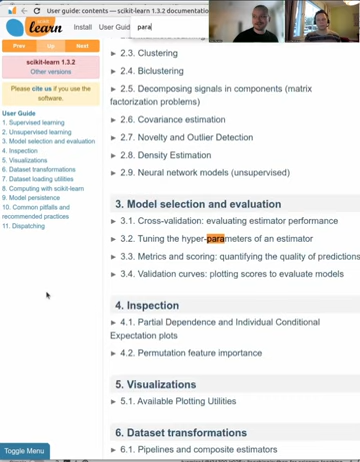 User guide: contents — scikit-learn 1.3.2 documentatio
learn
Install
User Guid
para
Prev
Up
Next
scikit-learn 1.3.2
Other versions
Please cite us if you use the
software.
User Guide
1. Supervised learning
2. Unsupervised learning
3. Model selection and evaluation
4. Inspection
5. Visualizations
6. Dataset transformations
7. Dataset loading utilities
8. Computing with scikit-learn
9. Model persistence
10. Common pitfalls and
recommended practices
11. Dispatching
Toggle Menu
2.3. Clustering
2.4. Biclustering
2.5. Decomposing signals in components (matrix
factorization problems)
2.6. Covariance estimation
2.7. Novelty and Outlier Detection
2.8. Density Estimation
2.9. Neural network models (unsupervised)
3. Model selection and evaluation
3.1. Cross-validation: evaluating estimator performance
3.2. Tuning the hyper-parameters of an estimator
3.3. Metrics and scoring: quantifying the quality of predictions
3.4. Validation curves: plotting scores to evaluate models
4. Inspection
4.1. Partial Dependence and Individual Conditional
Expectation plots
4.2. Permutation feature importance
5. Visualizations
5.1. Available Plotting Utilities
6. Dataset transformations
6.1. Pipelines and composite estimators